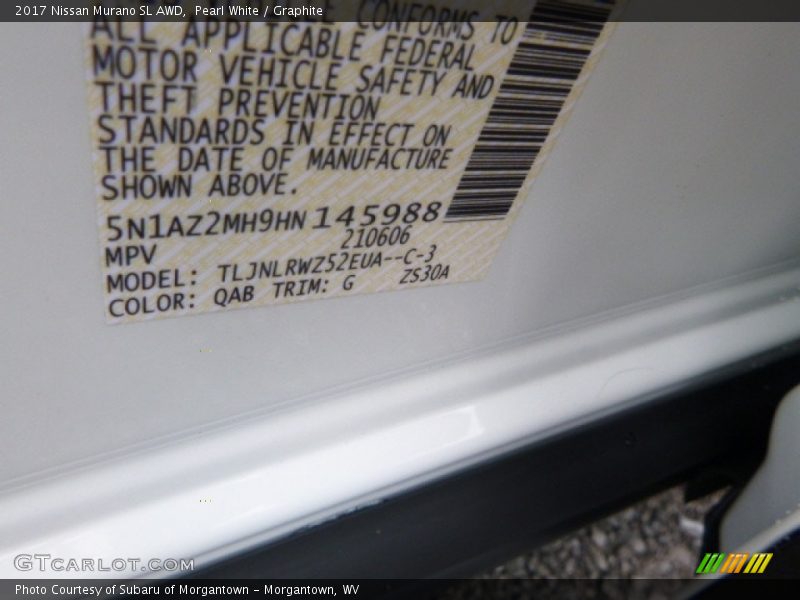 2017 Nissan Murano SL AWD, Pearl White / Graphite
CONFORMS TO
ALL APPLICABLE FEDERAL
MOTOR VEHICLE SAFETY AND
THEFT PREVENTION
STANDARDS IN EFFECT ON
THE DATE OF MANUFACTURE
SHOWN ABOVE.
5N1AZ2MH9HN145988
210606
MPV
MODEL: TLJNLRWZ52EUA--C-3
COLOR: QAB TRIM: G ZS30A
GTCARLOT.COM
Photo Courtesy of Subaru of Morgantown - Morgantown, WV